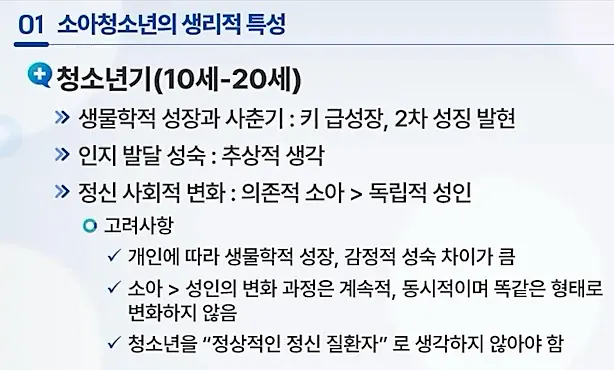 01 소아청소년의 생리적 특성
청소년기(10세-20세)
생물학적 성장과 사춘기 : 키 급성장, 2차 성징 발현
인지 발달 성숙 : 추상적 생각
정신 사회적 변화 : 의존적 소아 > 독립적 성인
고려사항
개인에 따라 생물학적 성장, 감정적 성숙 차이가 큼
소아 > 성인의 변화 과정은 계속적, 동시적이며 똑같은 형태로
변화하지 않음
청소년을 “정상적인 정신 질환자” 로 생각하지 않아야 함